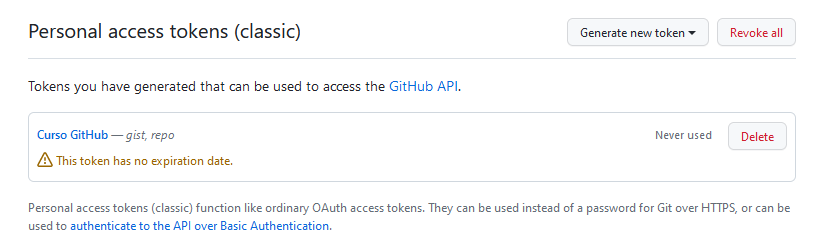 Personal access tokens (classic)
Generate new token
Revoke all
Tokens you have generated that can be used to access the GitHub API.
Curso GitHub — gist, repo
Never used
Delete
This token has no expiration date.
Personal access tokens (classic) function like ordinary OAuth access tokens. They can be used instead of a password for Git over HTTPS, or can be
used to authenticate to the API over Basic Authentication.